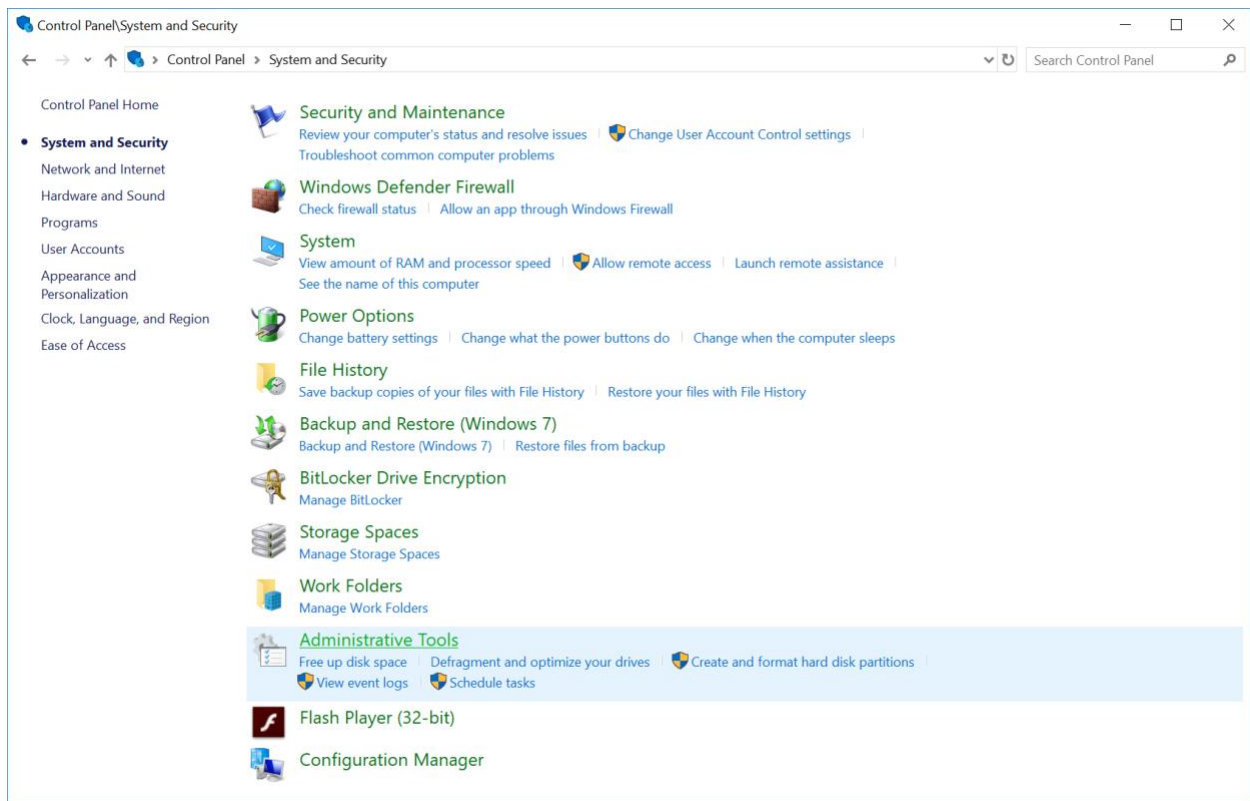 Control Panel\System and Security
Control Panel > System and Security
Search Control Panel
Control Panel Home
System and Security
Network and Internet
Hardware and Sound
Programs
User Accounts
Appearance and
Personalization
Clock, Language, and Region
Ease of Access
Security and Maintenance
Review your computer's status and resolve issues | Change User Account Control settings |
Troubleshoot common computer problems
Windows Defender Firewall
Check firewall status | Allow an app through Windows Firewall
System
View amount of RAM and processor speed | Allow remote access | Launch remote assistance |
See the name of this computer
Power Options
Change battery settings | Change what the power buttons do | Change when the computer sleeps
File History
Save backup copies of your files with File History | Restore your files with File History
Backup and Restore (Windows 7)
Backup and Restore (Windows 7) | Restore files from backup
BitLocker Drive Encryption
Manage BitLocker
Storage Spaces
Manage Storage Spaces
Work Folders
Manage Work Folders
Administrative Tools
Free up disk space | Defragment and optimize your drives | Create and format hard disk partitions |
View event logs | Schedule tasks
Flash Player (32-bit)
Configuration Manager